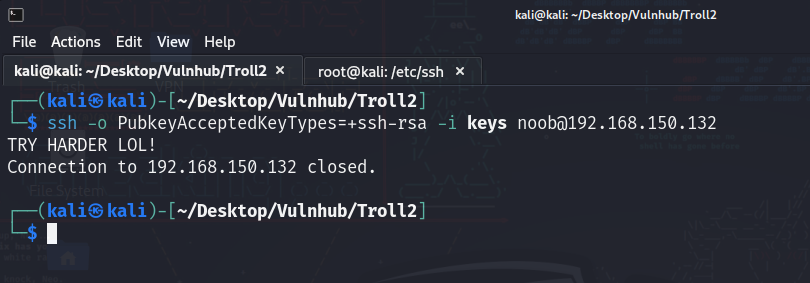 kali@kali: ~/Desktop/Vulnhub/Troll2
File Actions Edit View Help
kali@kali: ~/Desktop/Vulnhub/Troll2 × root@kali: /etc/ssh ×
┌──(kali㉿kali)-[~/Desktop/Vulnhub/Troll2]
└─$ ssh -o PubkeyAcceptedKeyTypes=+ssh-rsa -i keys noob@192.168.150.132
TRY HARDER LOL!
Connection to 192.168.150.132 closed.
File System
┌──(kali㉿kali)-[~/Desktop/Vulnhub/Troll2]
└─$